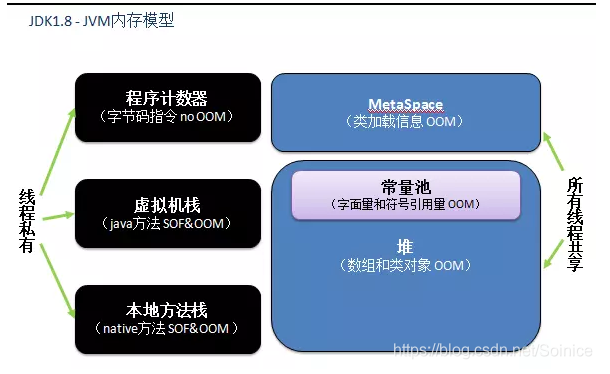 JDK1.8 - JVM内存模型
程序计数器
（字节码指令 no OOM）
MetaSpace
（类加载信息 OOM）
线程私有
虚拟机栈
（java方法 SOF&OOM）
常量池
（字面量和符号引用量 OOM）
堆
（数组和类对象 OOM）
所有线程共享
本地方法栈
（native方法 SOF&OOM ）
https://blog.csdn.net/Soinice